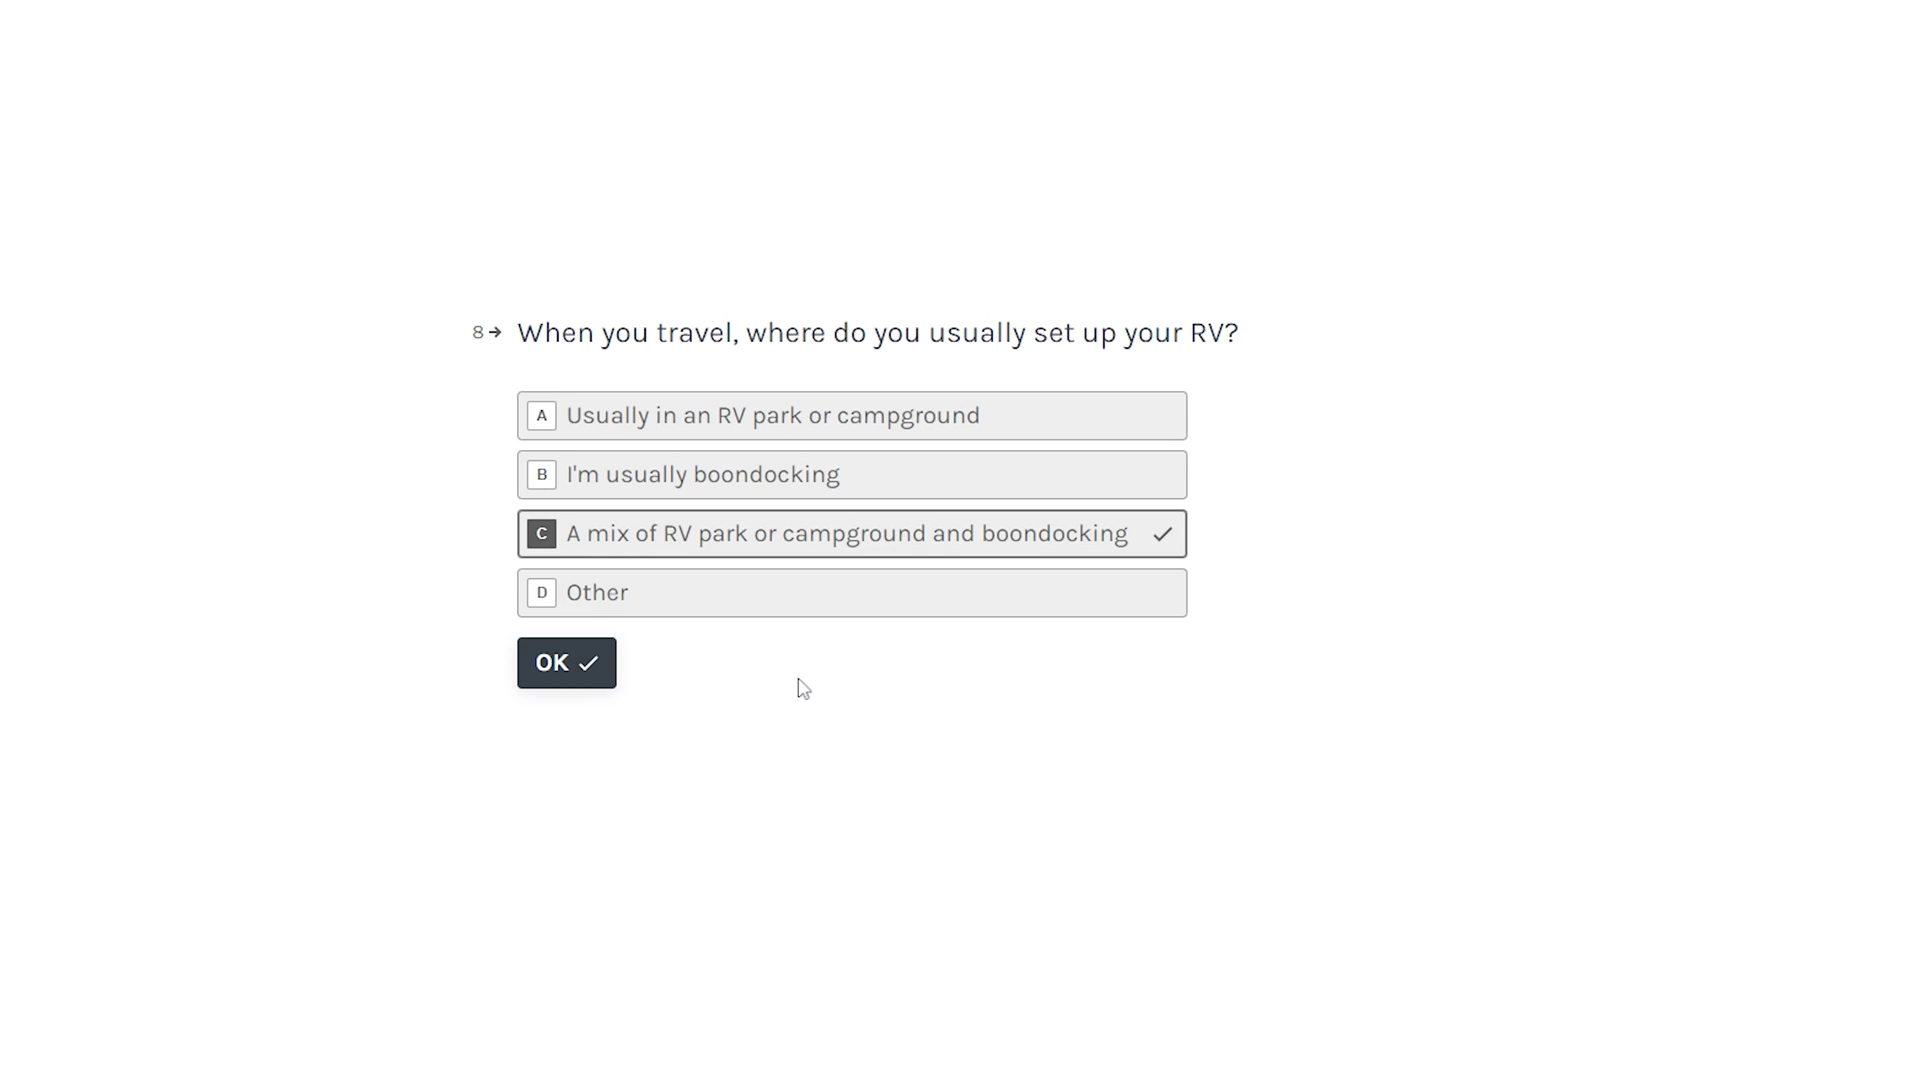 8 When you travel, where do you usually set up your RV?
A Usually in an RV park or campground
B I'm usually boondocking
C A mix of RV park or campground and boondocking
D Other
OK